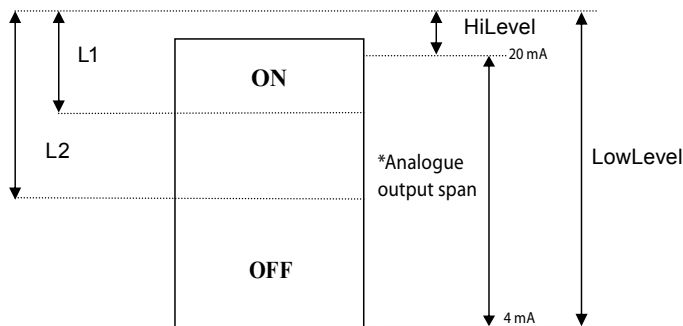 HiLevel
L1
20 mA
ON
L2
*Analogue
output span
LowLevel
OFF
4 mA